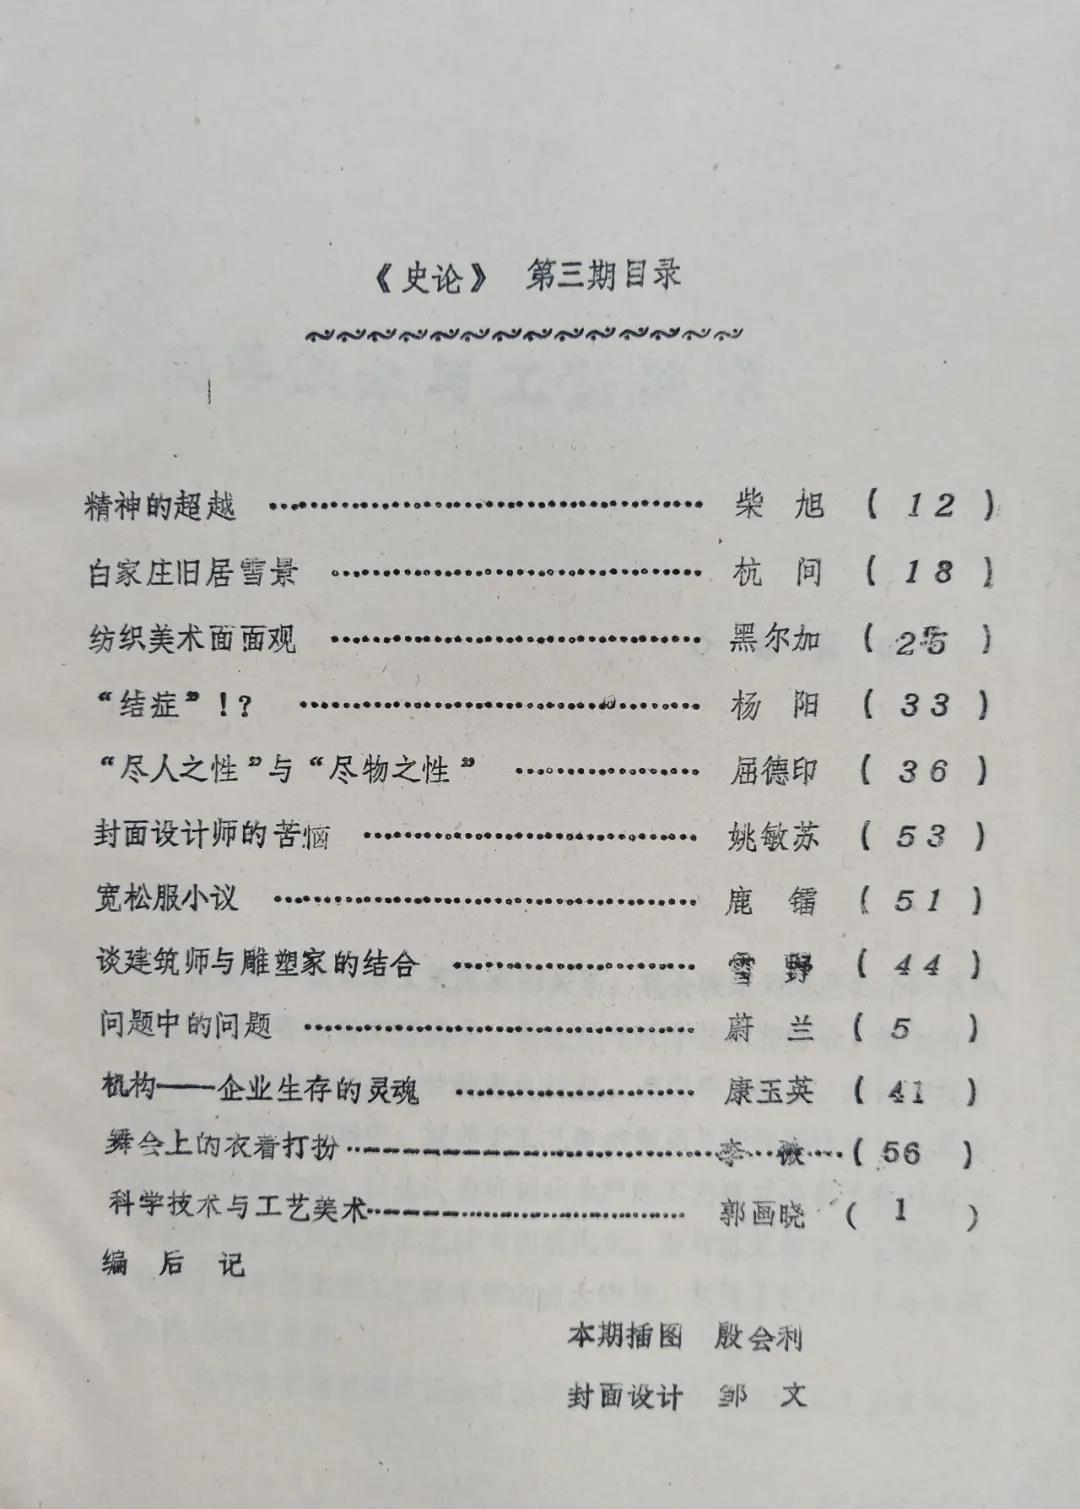 《史论》 第三期目录
精神的超越 …… 柴 旭 (12)
白家庄旧居雪景 …… 杭 间 (18)
纺织美术面面观 …… 黑尔加 (25)
“结症”!? …… 杨 阳 (33)
“尽人之性”与“尽物之性” …… 屈德印 (36)
封面设计师的苦恼 …… 姚敏苏 (53)
宽松服小议 …… 鹿 镭 (51)
谈建筑师与雕塑家的结合 …… 雪 野 (44)
问题中的问题 …… 蔚 兰 (5)
机构——企业生存的灵魂 …… 康玉英 (41)
舞会上的衣着打扮 …… 李 薇 (56)
科学技术与工艺美术 …… 郭画晓 (1)
编 后 记
本期插图 殷会利
封面设计 邹 文